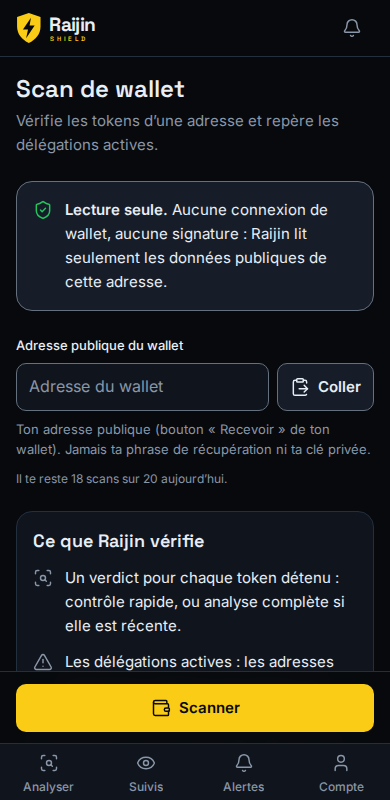 Raijin
SHIELD
Scan de wallet
Vérifie les tokens d’une adresse et repère les
délégations actives.
Lecture seule. Aucune connexion de
wallet, aucune signature : Raijin lit
seulement les données publiques de
cette adresse.
Adresse publique du wallet
Adresse du wallet
Coller
Ton adresse publique (bouton « Recevoir » de ton
wallet). Jamais ta phrase de récupération ni ta clé privée.
Il te reste 18 scans sur 20 aujourd’hui.
Ce que Raijin vérifie
Un verdict pour chaque token détenu :
contrôle rapide, ou analyse complète si
elle est récente.
Les délégations actives : les adresses
Scanner
Analyser
Suivis
Alertes
Compte